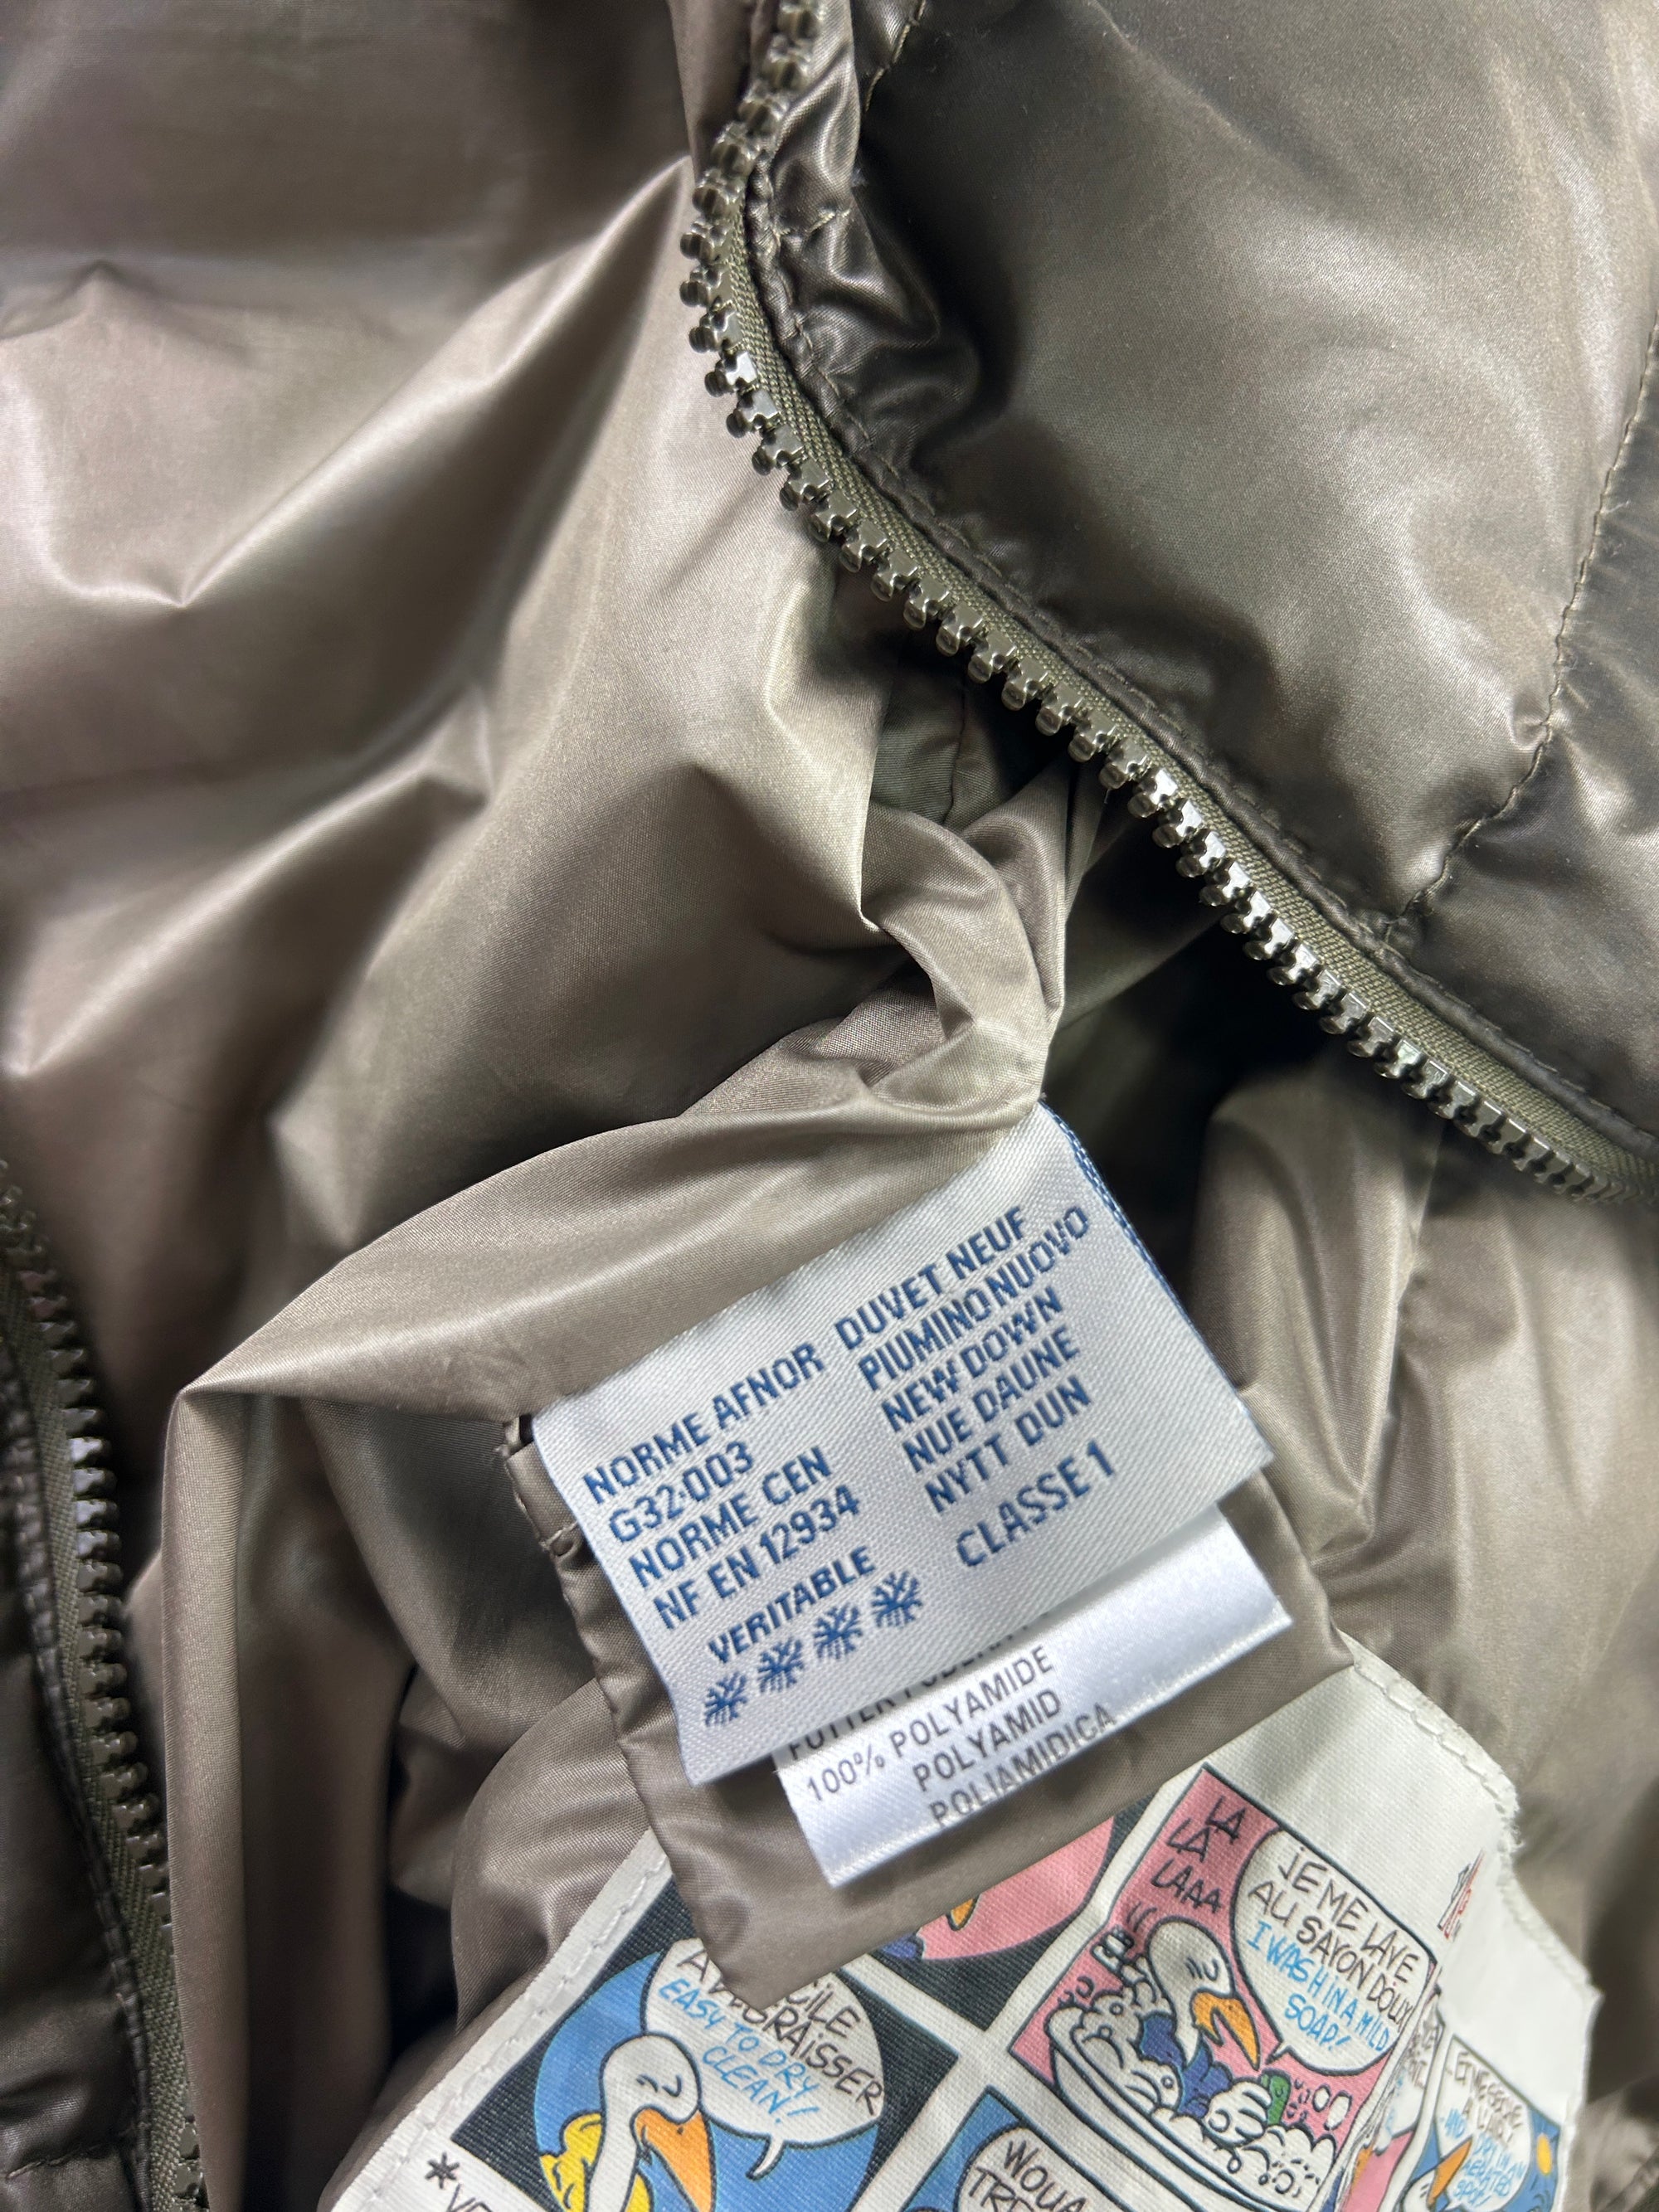 NORME AFNOR
G32-003
NORME CEN
NF EN 12934
VERITABLE
DUVET NEUF
PIUMINO NUOVO
NEW DOWN
NUE DAUNE
NYTT DUN
CLASSE 1
100% POLYAMIDE
POLYAMID
POLIAMIDICA
LA
LA
LAAA
JE ME LAVE
AU SAVON DOUX
I WASH IN A MILD
SOAP!
DÉGRAISSER
EASY TO DRY
CLEAN!